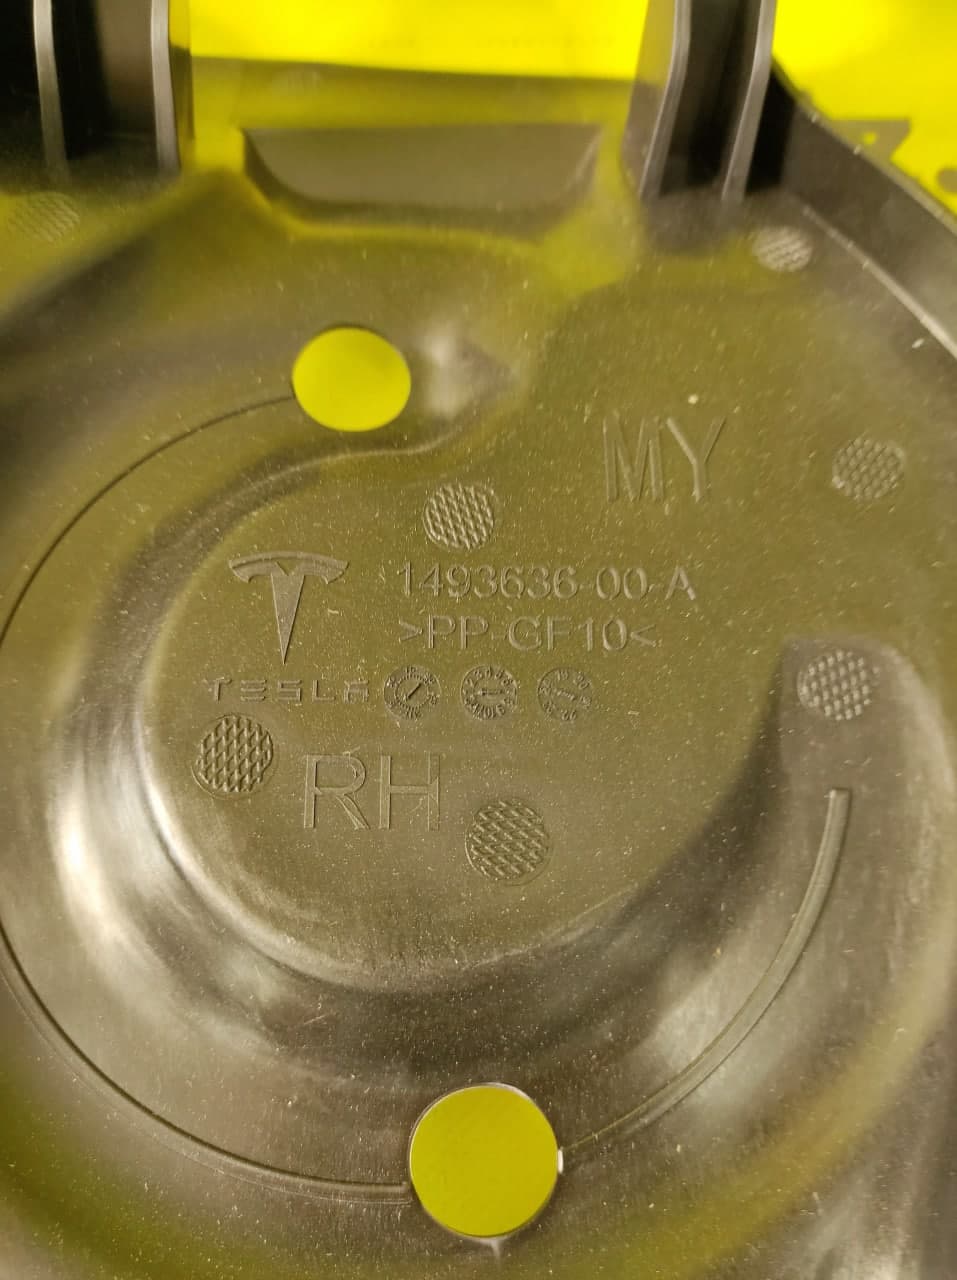 MY
1493636-00-A
>PP-GF10<
TESLA
RH